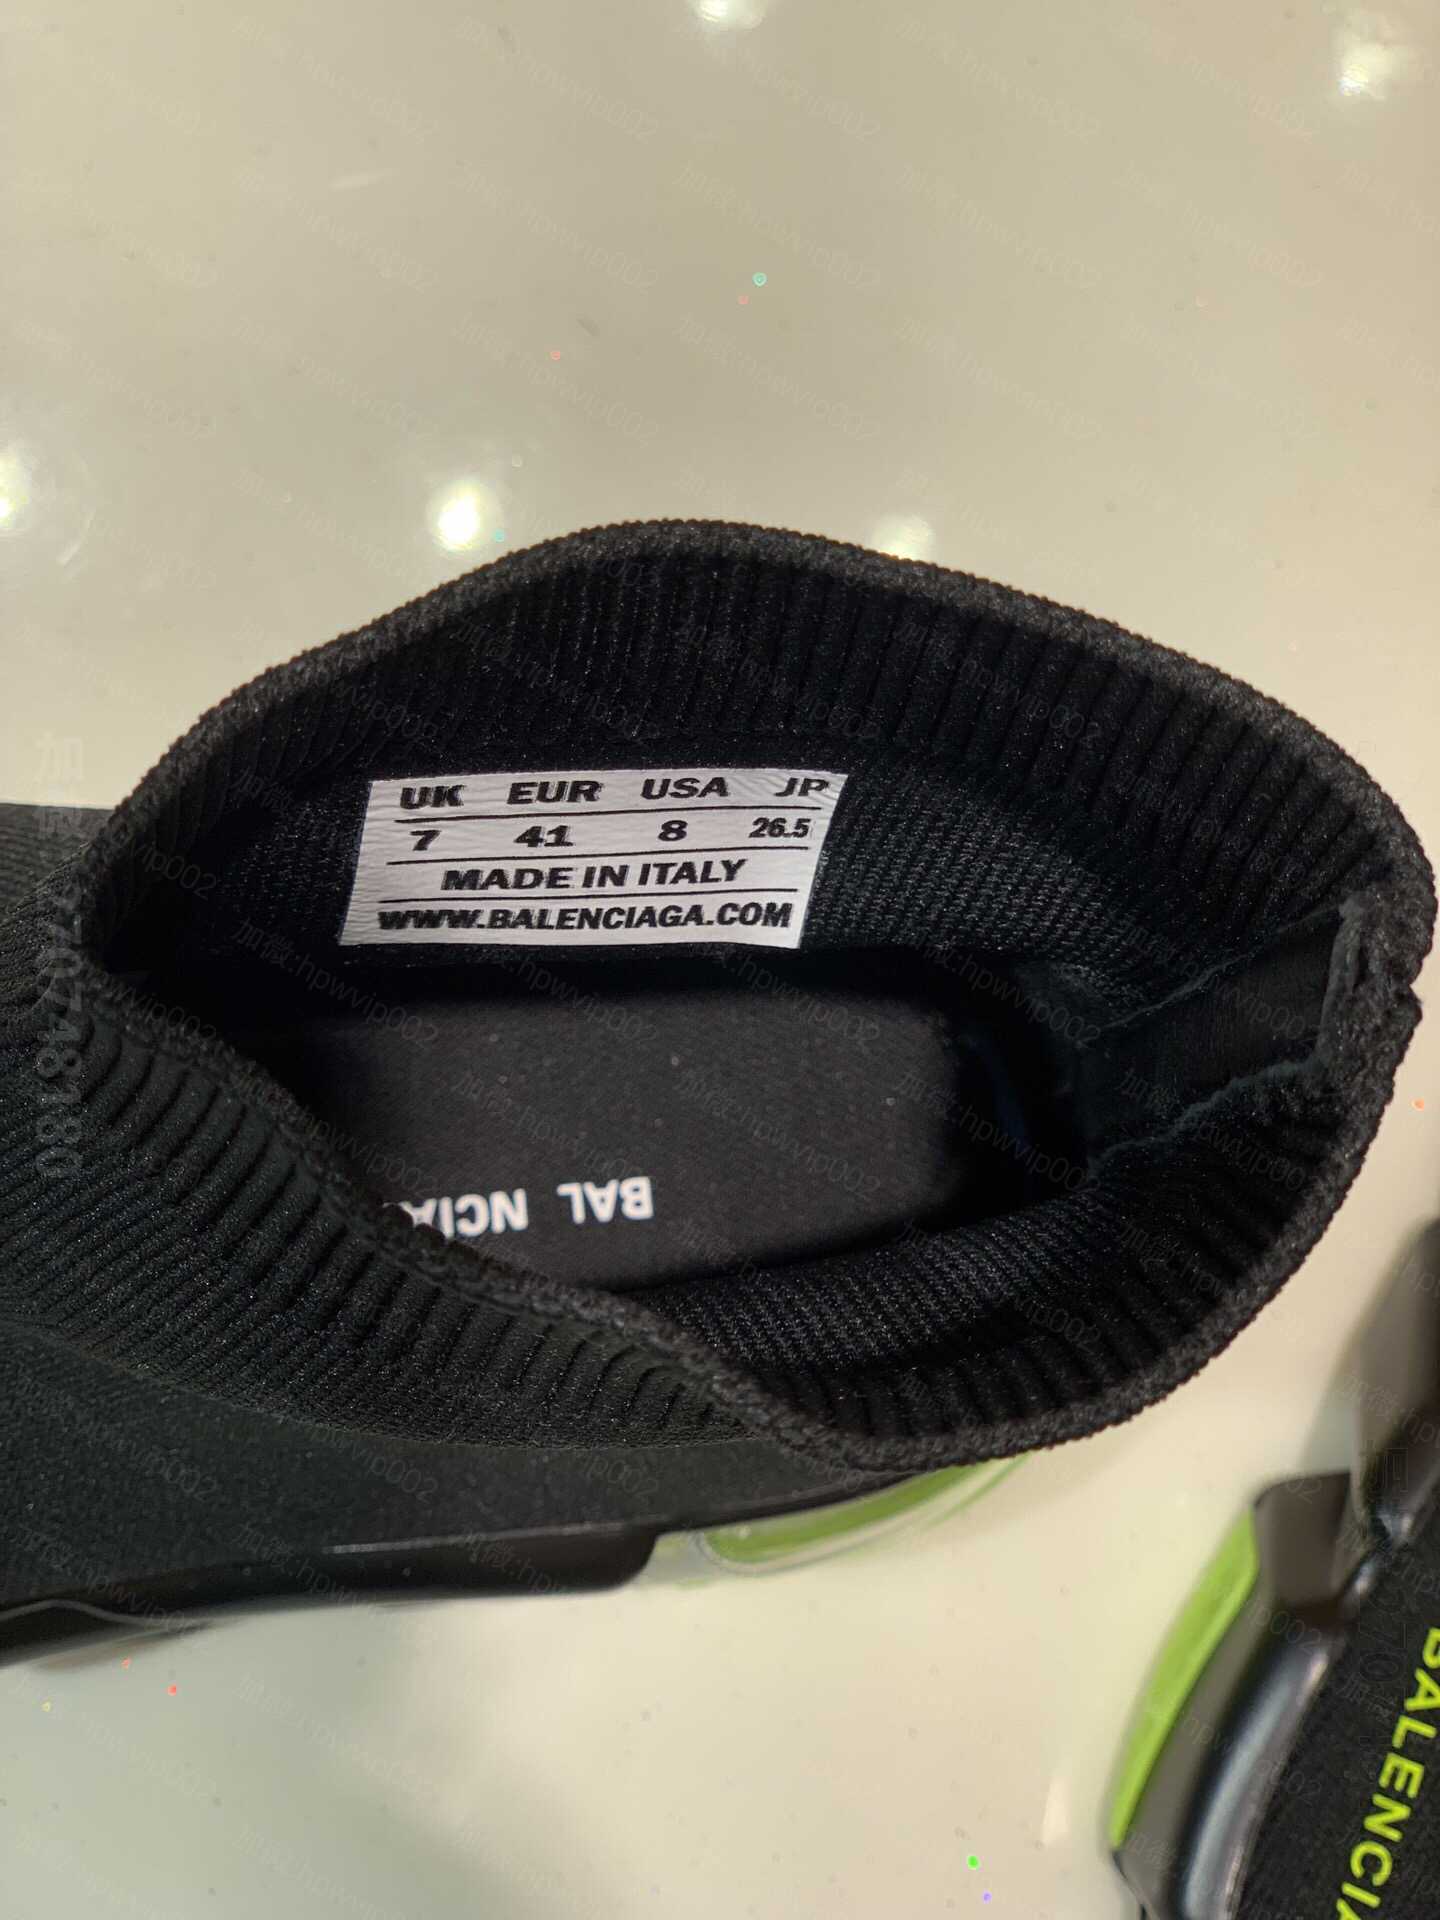 UK EUR USA JP
7 41 8 26.5
MADE IN ITALY
WWW.BALENCIAGA.COM
BAL NCIA
BALENCIA
加微:hpwvip002